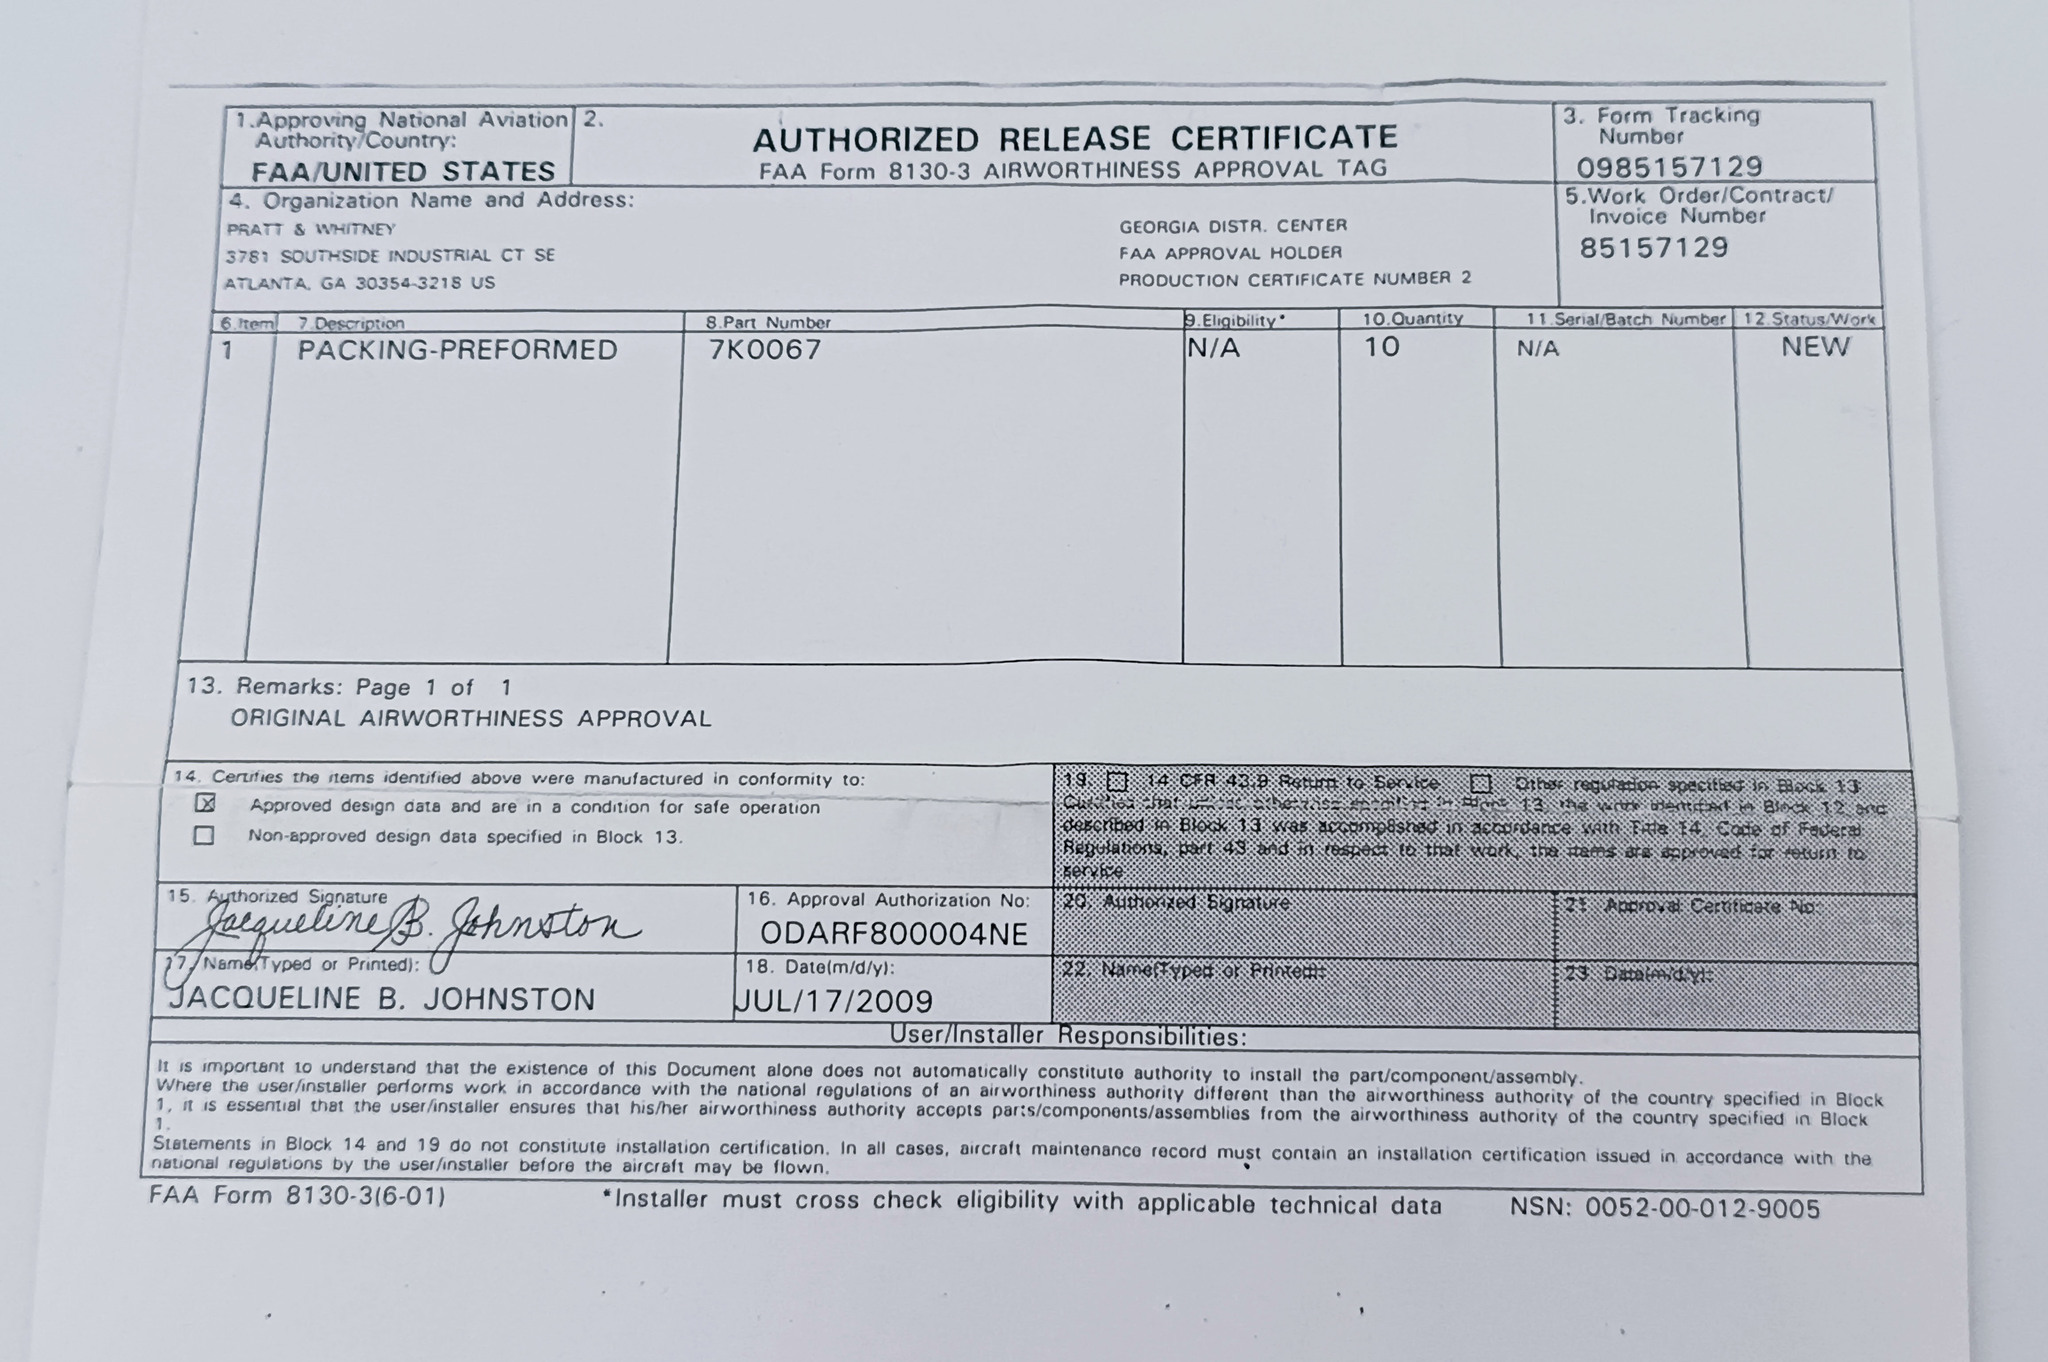 1.Approving National Aviation
Authority/Country:
FAA/UNITED STATES
2.
AUTHORIZED RELEASE CERTIFICATE
FAA Form 8130-3 AIRWORTHINESS APPROVAL TAG
3. Form Tracking
Number
0985157129
4. Organization Name and Address:
PRATT & WHITNEY
3781 SOUTHSIDE INDUSTRIAL CT SE
ATLANTA, GA 30354-3218 US
GEORGIA DISTR. CENTER
FAA APPROVAL HOLDER
PRODUCTION CERTIFICATE NUMBER 2
5.Work Order/Contract/
Invoice Number
85157129
6.Item 7.Description 8.Part Number 9.Eligibility* 10.Quantity 11.Serial/Batch Number 12.Status/Work
1 PACKING-PREFORMED 7K0067 N/A 10 N/A NEW
13. Remarks: Page 1 of 1
ORIGINAL AIRWORTHINESS APPROVAL
14. Certifies the items identified above were manufactured in conformity to:
Approved design data and are in a condition for safe operation
Non-approved design data specified in Block 13.
19. 14 CFR 43.9 Return to Service Other regulation specified in Block 13
Certified that unless otherwise specified in Block 13, the work identified in Block 12 and
described in Block 13 was accomplished in accordance with Title 14, Code of Federal
Regulations, part 43 and in respect to that work, the items are approved for return to
service
15. Authorized Signature
Jacqueline B. Johnston
16. Approval Authorization No:
ODARF800004NE
20. Authorized Signature
21 Approval Certificate No:
17. Name(Typed or Printed):
JACQUELINE B. JOHNSTON
18. Date(m/d/y):
JUL/17/2009
22. Name(Typed or Printed):
23 Date(m/d/y):
User/Installer Responsibilities:
It is important to understand that the existence of this Document alone does not automatically constitute authority to install the part/component/assembly.
Where the user/installer performs work in accordance with the national regulations of an airworthiness authority different than the airworthiness authority of the country specified in Block
1, it is essential that the user/installer ensures that his/her airworthiness authority accepts parts/components/assemblies from the airworthiness authority of the country specified in Block
1.
Statements in Block 14 and 19 do not constitute installation certification. In all cases, aircraft maintenance record must contain an installation certification issued in accordance with the
national regulations by the user/installer before the aircraft may be flown.
FAA Form 8130-3(6-01) *Installer must cross check eligibility with applicable technical data NSN: 0052-00-012-9005